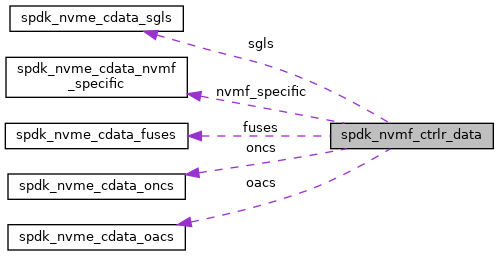 spdk_nvme_cdata_sgls
sgls
spdk_nvme_cdata_nvmf
_specific
nvmf_specific
fuses
spdk_nvme_cdata_fuses
spdk_nvmf_ctrlr_data
oncs
spdk_nvme_cdata_oncs
oacs
spdk_nvme_cdata_oacs